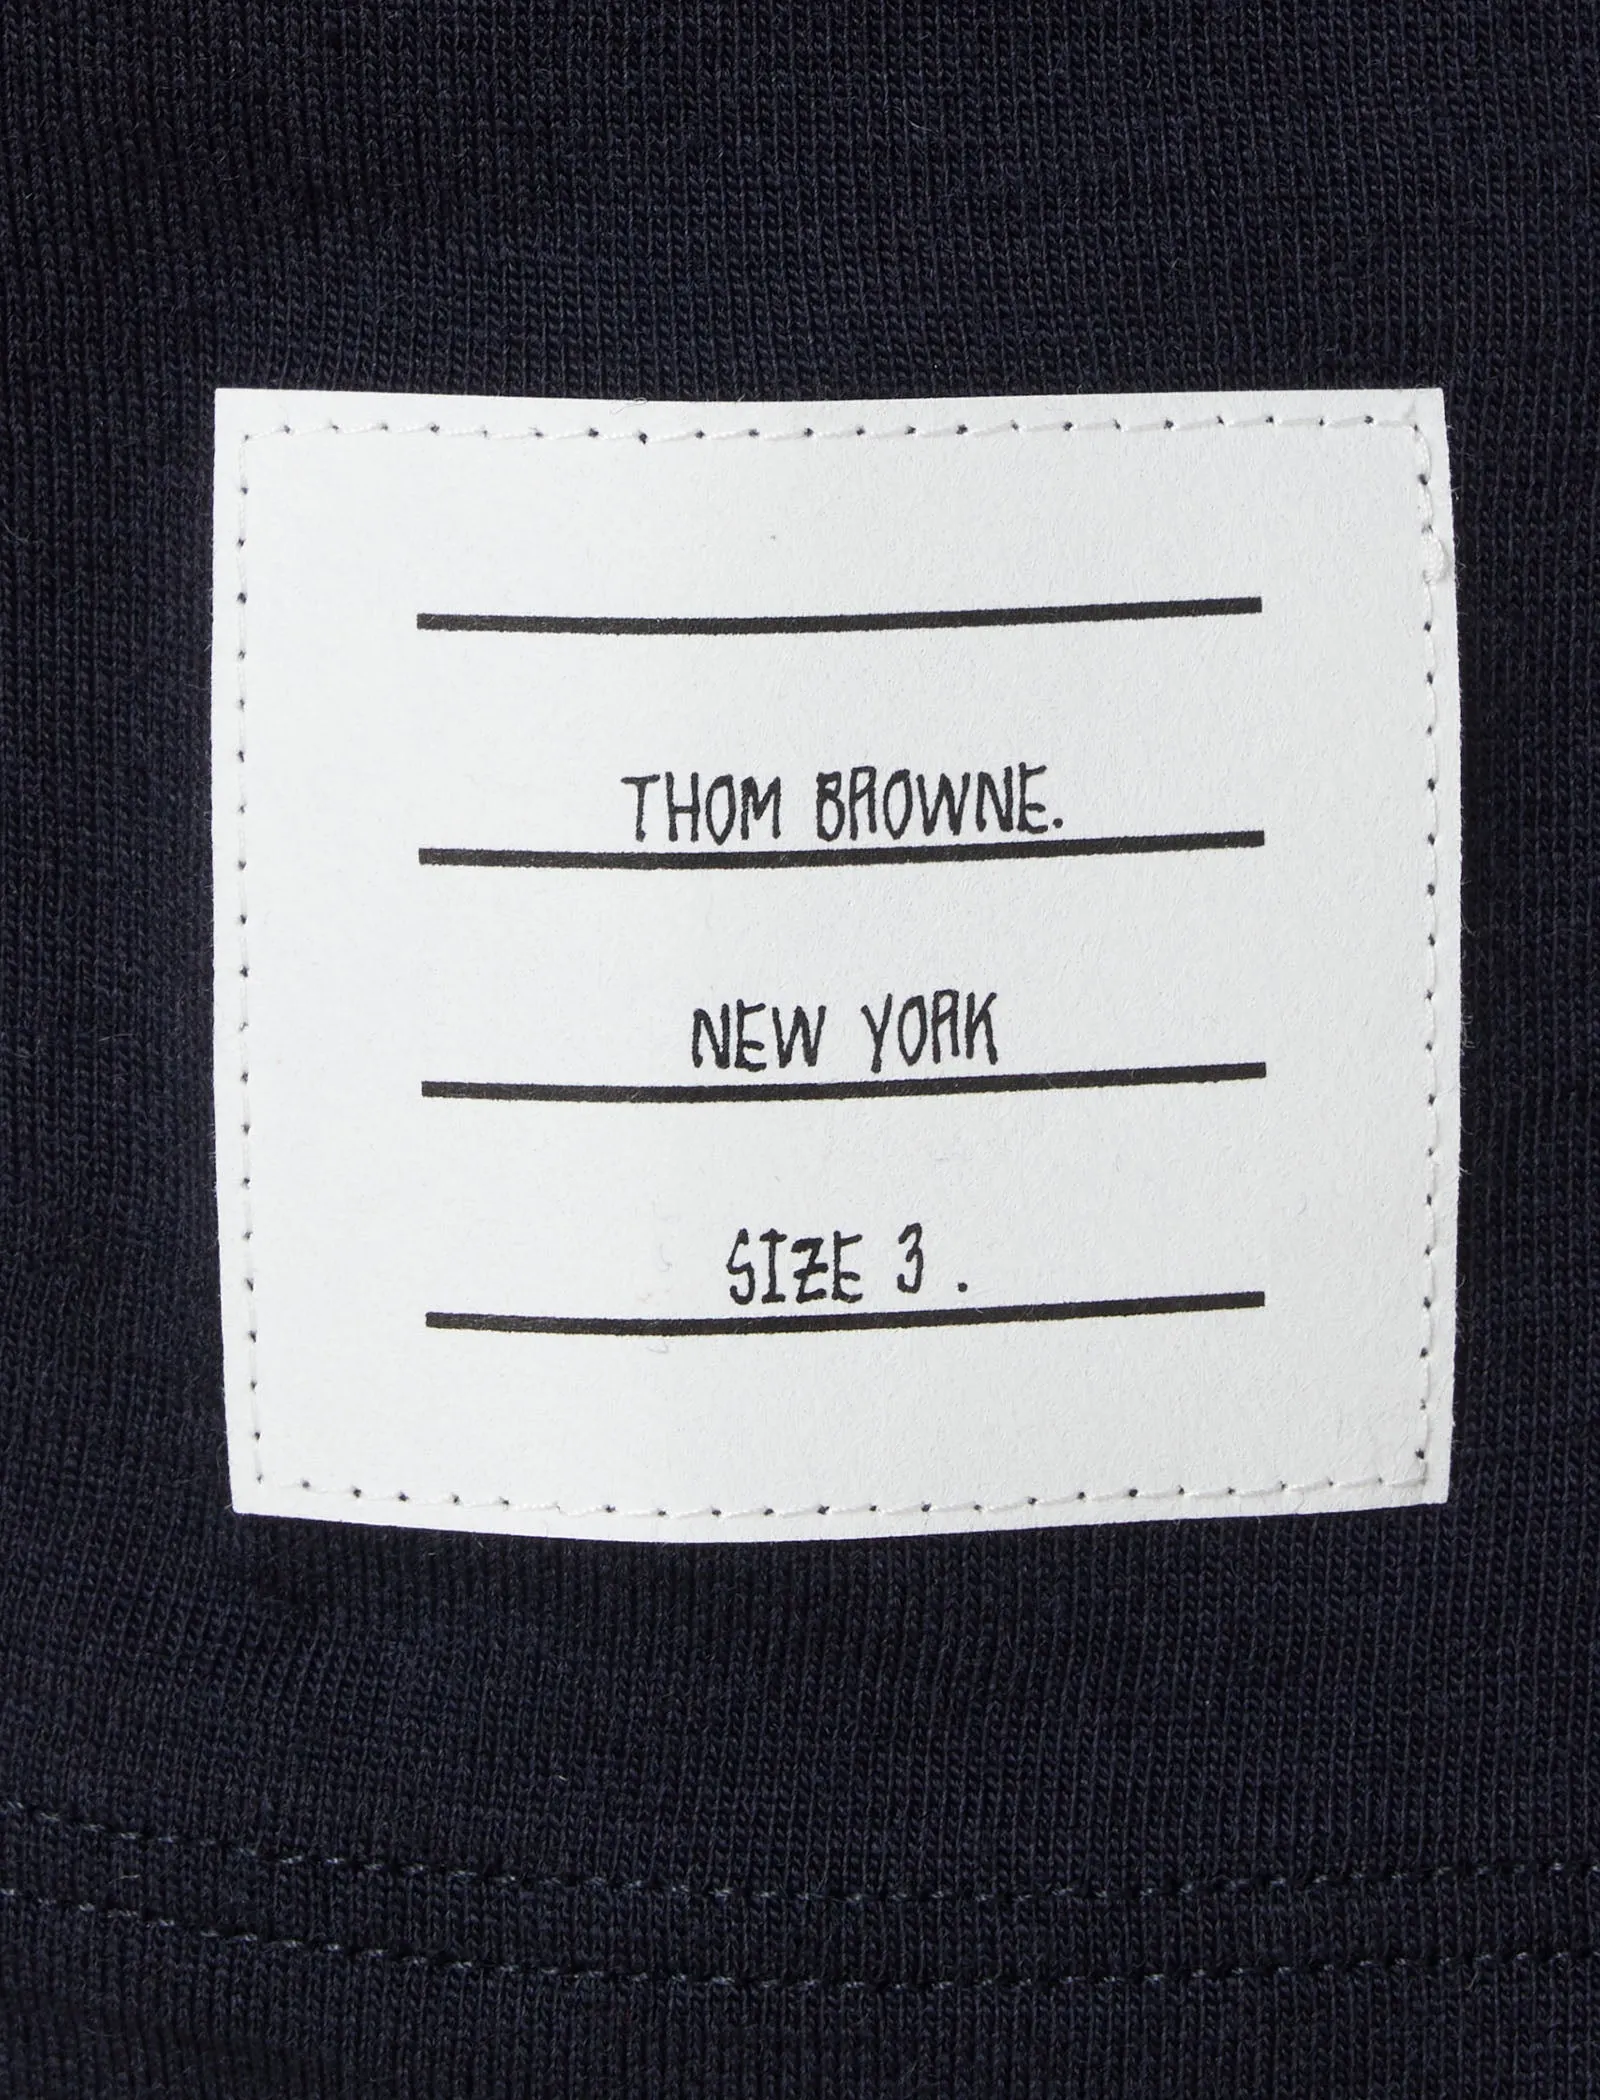 THOM BROWNE.
NEW YORK
SIZE 3 .